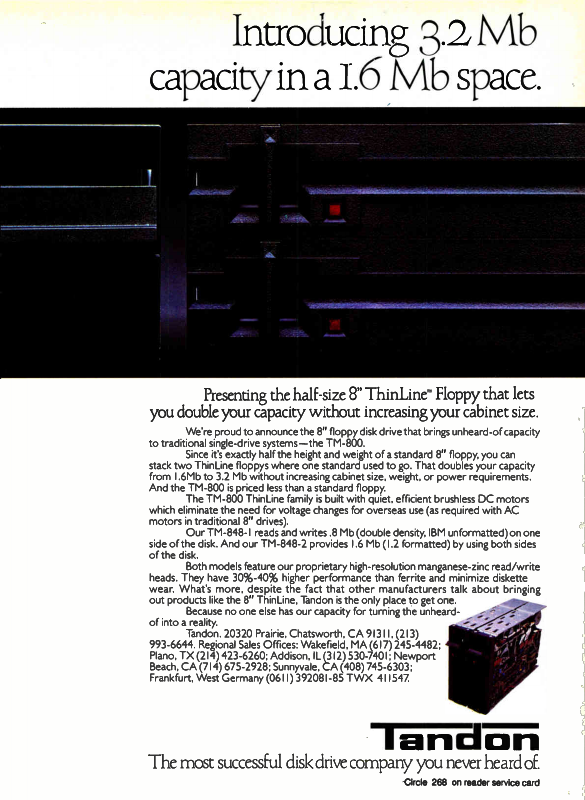 Introducing 3.2 Mb
capacity in a 1.6 Mb space.
Presenting the half-size 8" ThinLine™ Floppy that lets
you double your capacity without increasing your cabinet size.
We're proud to announce the 8" floppy disk drive that brings unheard-of capacity
to traditional single-drive systems—the TM-800.
Since it's exactly half the height and weight of a standard 8" floppy, you can
stack two ThinLine floppys where one standard used to go. That doubles your capacity
from 1.6Mb to 3.2 Mb without increasing cabinet size, weight, or power requirements.
And the TM-800 is priced less than a standard floppy.
The TM-800 ThinLine family is built with quiet, efficient brushless DC motors
which eliminate the need for voltage changes for overseas use (as required with AC
motors in traditional 8" drives).
Our TM-848-1 reads and writes .8 Mb (double density, IBM unformatted) on one
side of the disk. And our TM-848-2 provides 1.6 Mb (1.2 formatted) by using both sides
of the disk.
Both models feature our proprietary high-resolution manganese-zinc read/write
heads. They have 30%-40% higher performance than ferrite and minimize diskette
wear. What's more, despite the fact that other manufacturers talk about bringing
out products like the 8" ThinLine, Tandon is the only place to get one.
Because no one else has our capacity for turning the unheard-
of into a reality.
Tandon, 20320 Prairie, Chatsworth, CA 91311, (213)
993-6644. Regional Sales Offices: Wakefield, MA (617) 245-4482;
Plano, TX (214) 423-6260; Addison, IL (312) 530-7401; Newport
Beach, CA (714) 675-2928; Sunnyvale, CA (408) 745-6303;
Frankfurt, West Germany (0611) 392081-85 TWX 411547.
Tandon
The most successful disk drive company you never heard of.
Circle 268 on reader service card